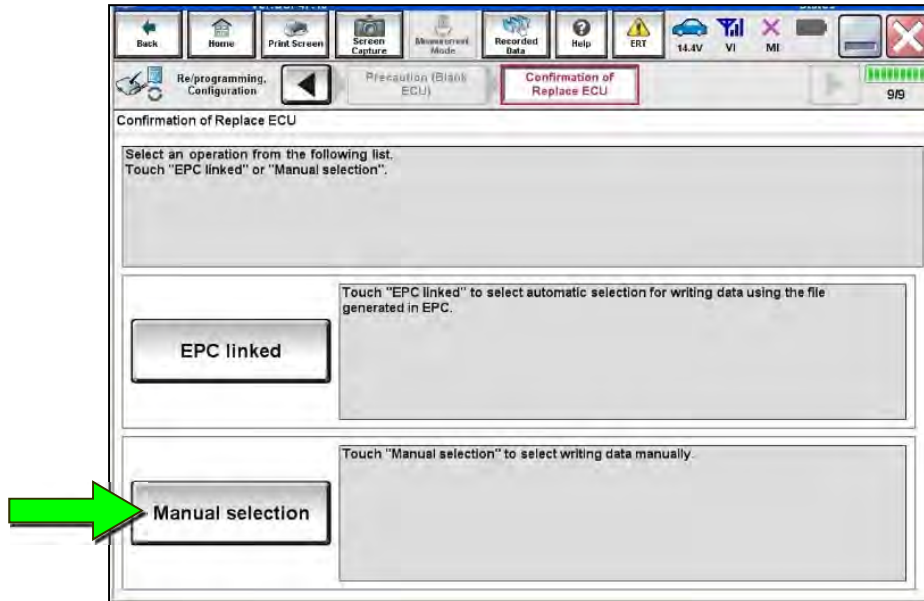 Back
Home
Print Screen
Screen
Capture
Measurement
Mode
Recorded
Data
Help
ERT
14.4V
VI
MI
Re/programming,
Configuration
Precaution (Blank
ECU)
Confirmation of
Replace ECU
9/9
Confirmation of Replace ECU
Select an operation from the following list.
Touch "EPC linked" or "Manual selection".
EPC linked
Touch "EPC linked" to select automatic selection for writing data using the file
generated in EPC.
Manual selection
Touch "Manual selection" to select writing data manually.